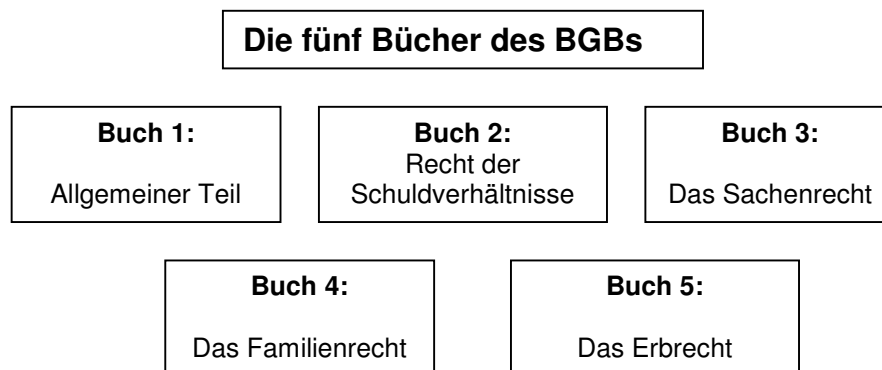 Die fünf Bücher des BGBs
Buch 1:
Allgemeiner Teil
Buch 2:
Recht der
Schuldverhältnisse
Buch 3:
Das Sachenrecht
Buch 4:
Das Familienrecht
Buch 5:
Das Erbrecht